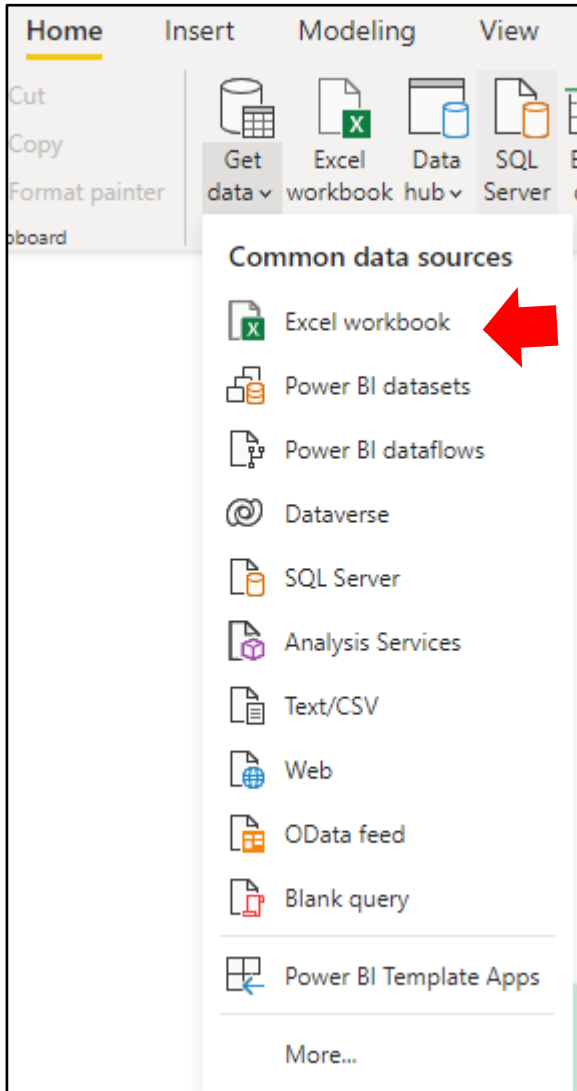 Home Insert Modeling View
Cut
Copy
Format painter
Get data
Excel workbook
Data hub
SQL Server
Common data sources
Excel workbook
Power BI datasets
Power BI dataflows
Dataverse
SQL Server
Analysis Services
Text/CSV
Web
OData feed
Blank query
Power BI Template Apps
More...